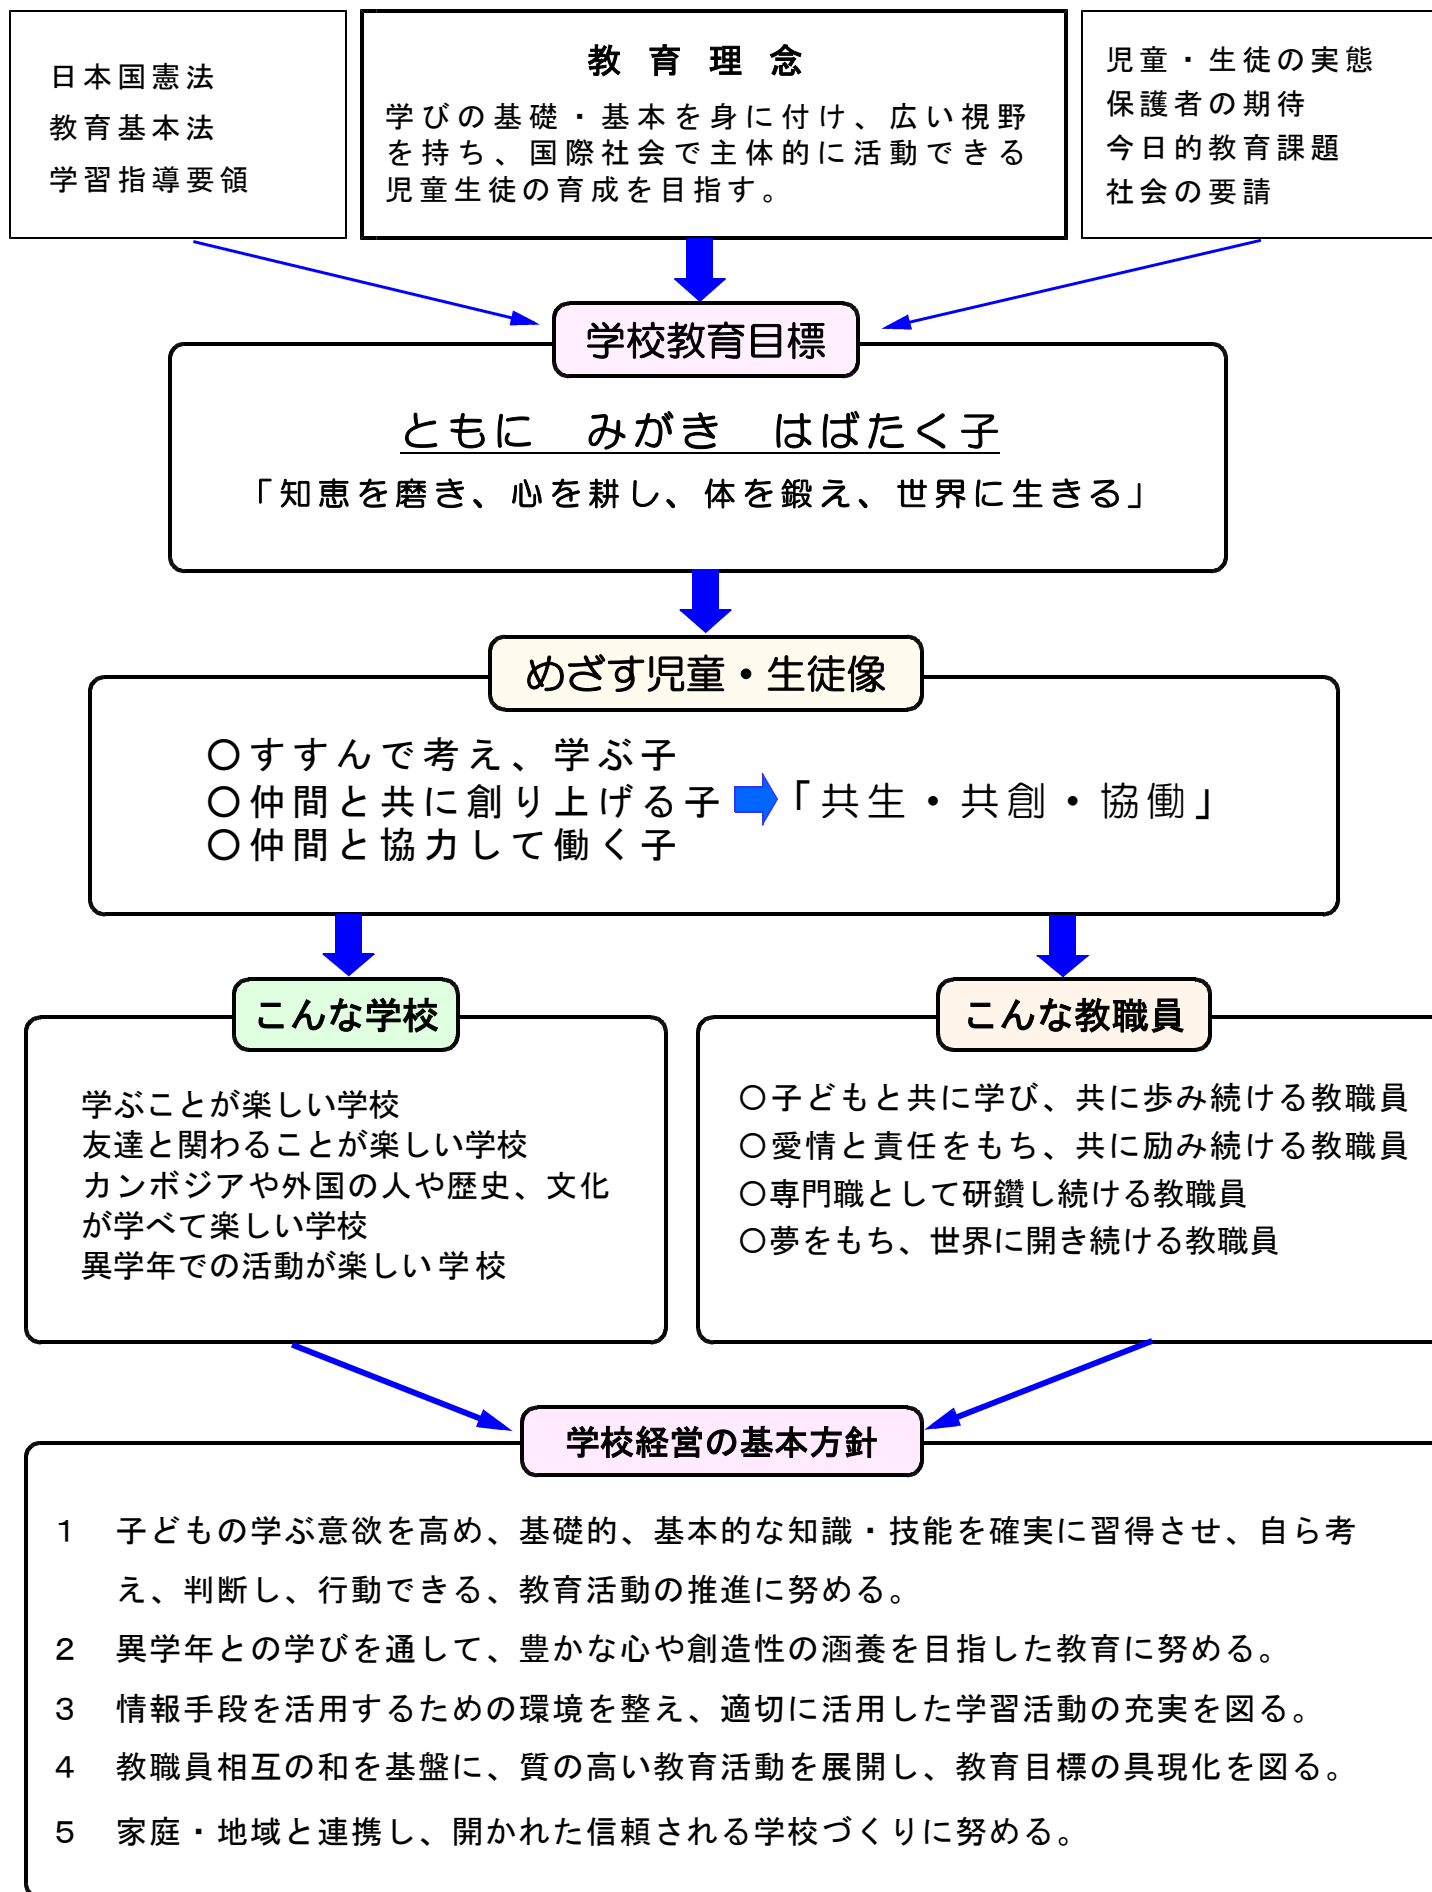 日本国憲法
教育基本法
学習指導要領
教育理念
学びの基礎・基本を身に付け、広い視野
を持ち、国際社会で主体的に活動できる
児童生徒の育成を目指す。
児童・生徒の実態
保護者の期待
今日的教育課題
社会の要請
学校教育目標
ともに　みがき　はばたく子
「知恵を磨き、心を耕し、体を鍛え、世界に生きる」
めざす児童・生徒像
〇すすんで考え、学ぶ子
〇仲間と共に創り上げる子
〇仲間と協力して働く子
「共生・共創・協働」
こんな学校
学ぶことが楽しい学校
友達と関わることが楽しい学校
カンボジアや外国の人や歴史、文化
が学べて楽しい学校
異学年での活動が楽しい学校
こんな教職員
〇子どもと共に学び、共に歩み続ける教職員
〇愛情と責任をもち、共に励み続ける教職員
〇専門職として研鑽し続ける教職員
〇夢をもち、世界に開き続ける教職員
学校経営の基本方針
１　子どもの学ぶ意欲を高め、基礎的、基本的な知識・技能を確実に習得させ、自ら考
え、判断し、行動できる、教育活動の推進に努める。
２　異学年との学びを通して、豊かな心や創造性の涵養を目指した教育に努める。
３　情報手段を活用するための環境を整え、適切に活用した学習活動の充実を図る。
４　教職員相互の和を基盤に、質の高い教育活動を展開し、教育目標の具現化を図る。
５　家庭・地域と連携し、開かれた信頼される学校づくりに努める。